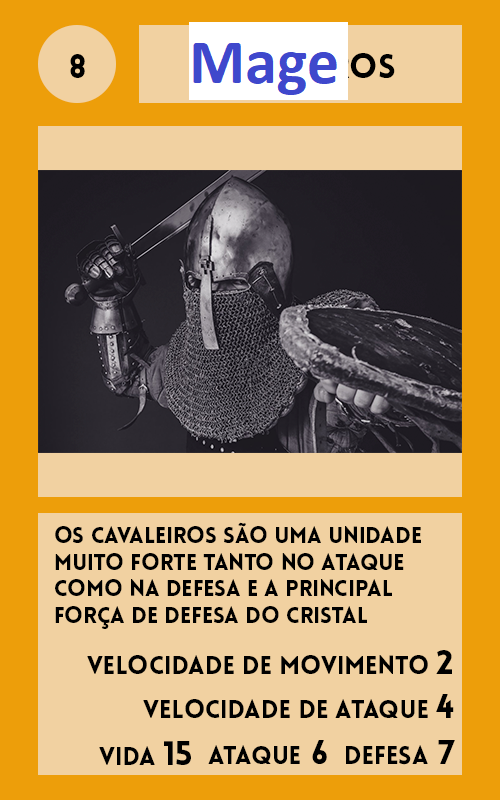 8
Mage OS
OS CAVALEIROS SÃO UMA UNIDADE
MUITO FORTE TANTO NO ATAQUE
COMO NA DEFESA E A PRINCIPAL
FORÇA DE DEFESA DO CRISTAL
VELOCIDADE DE MOVIMENTO 2
VELOCIDADE DE ATAQUE 4
VIDA 15 ATAQUE 6 DEFESA 7